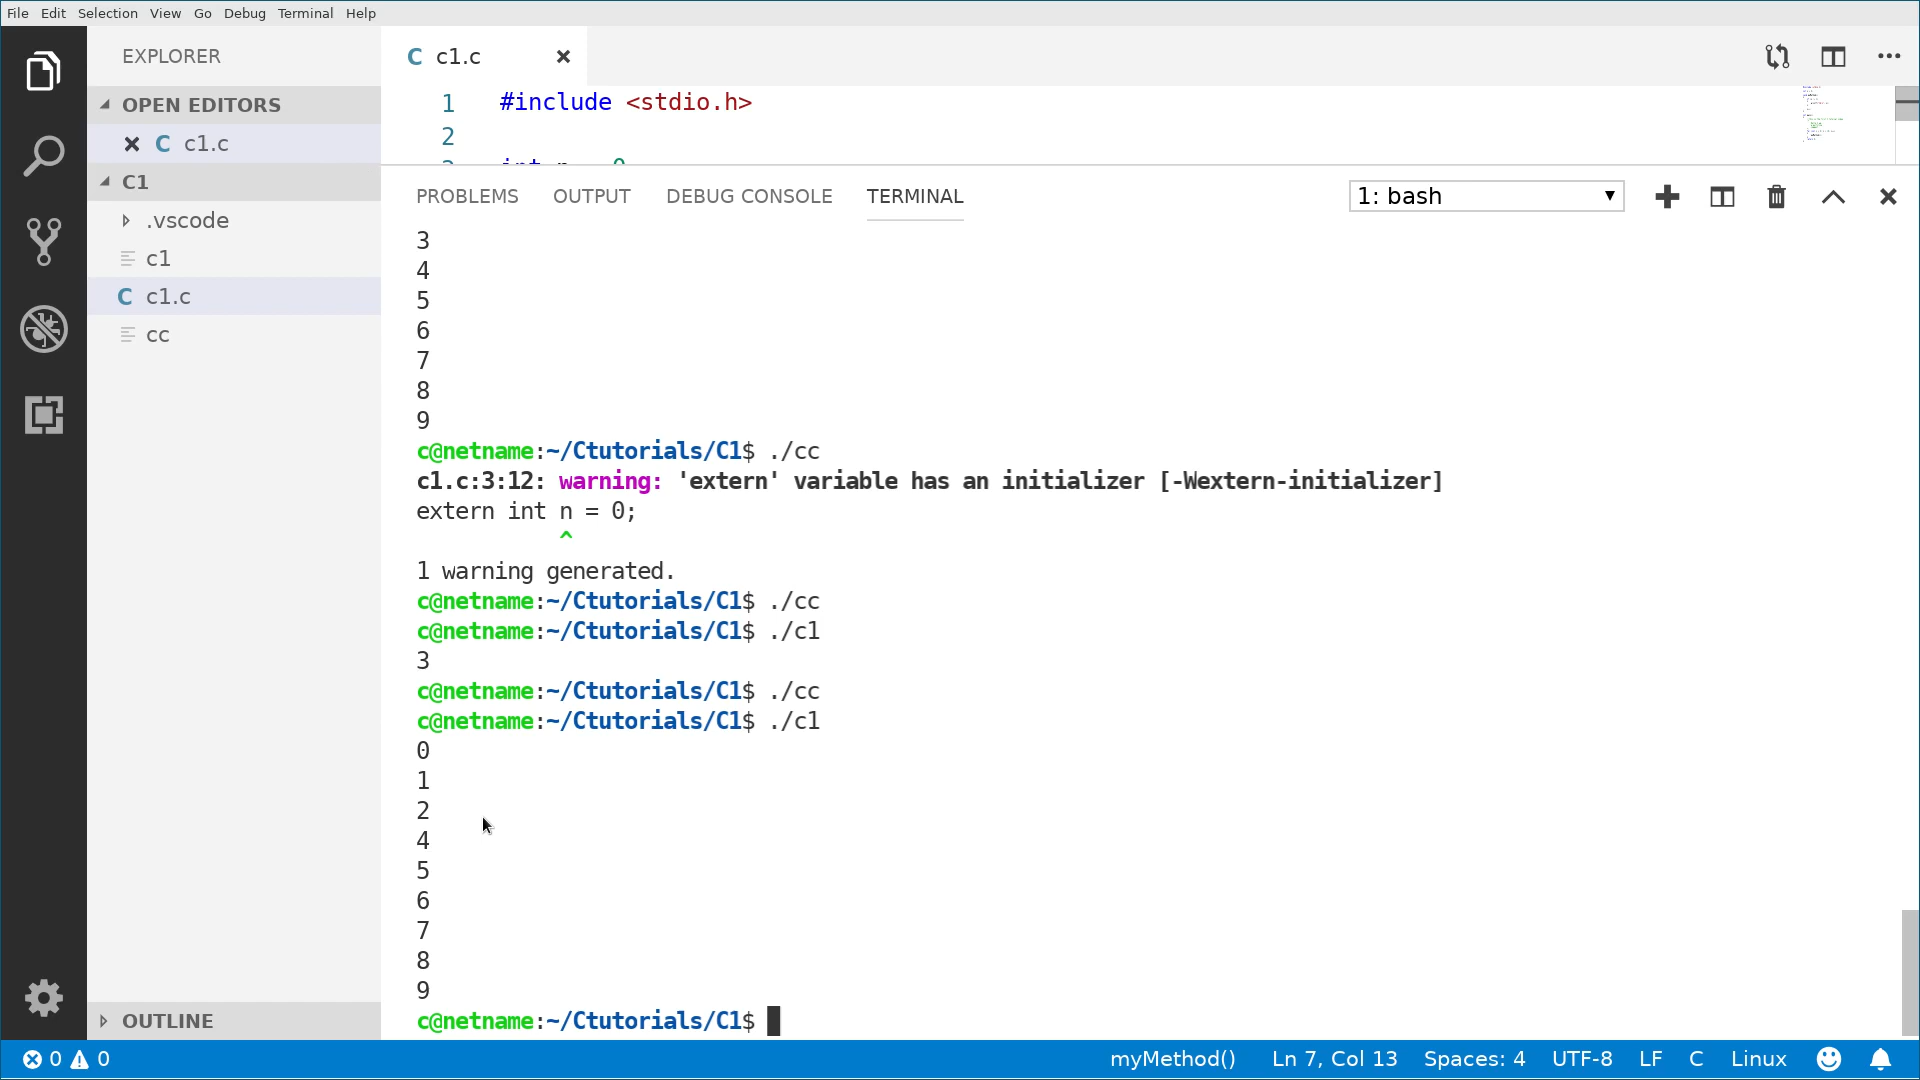 File Edit Selection View Go Debug Terminal Help
EXPLORER
OPEN EDITORS
C c1.c
C1
.vscode
c1
C c1.c
cc
OUTLINE
C c1.c
1 #include <stdio.h>
2
3 int n = 0
PROBLEMS OUTPUT DEBUG CONSOLE TERMINAL 1: bash
3
4
5
6
7
8
9
c@netname:~/Ctutorials/C1$ ./cc
c1.c:3:12: warning: 'extern' variable has an initializer [-Wextern-initializer]
extern int n = 0;
^
1 warning generated.
c@netname:~/Ctutorials/C1$ ./cc
c@netname:~/Ctutorials/C1$ ./c1
3
c@netname:~/Ctutorials/C1$ ./cc
c@netname:~/Ctutorials/C1$ ./c1
0
1
2
4
5
6
7
8
9
c@netname:~/Ctutorials/C1$
0 0 myMethod() Ln 7, Col 13 Spaces: 4 UTF-8 LF C Linux